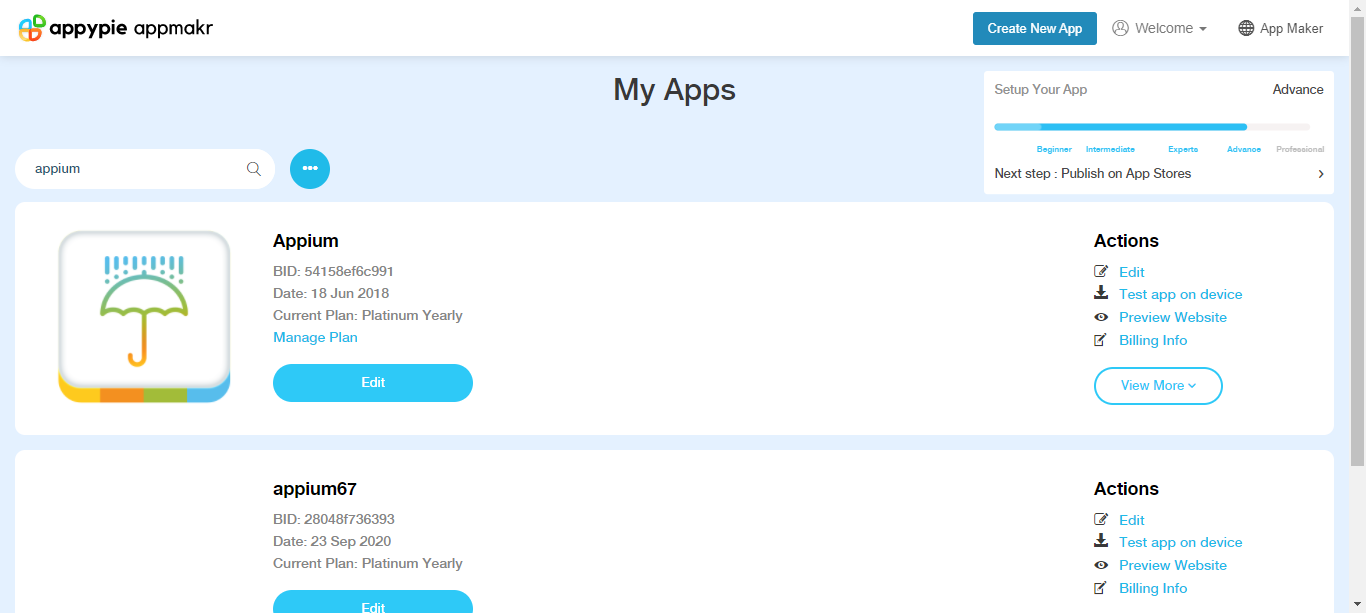 appypie appmakr
Create New App
Welcome
App Maker
My Apps
Setup Your App
Advance
Beginner
Intermediate
Experts
Advance
Professional
Next step : Publish on App Stores
appium
Appium
BID: 54158ef6c991
Date: 18 Jun 2018
Current Plan: Platinum Yearly
Manage Plan
Edit
Actions
Edit
Test app on device
Preview Website
Billing Info
View More
appium67
BID: 28048f736393
Date: 23 Sep 2020
Current Plan: Platinum Yearly
Edit
Actions
Edit
Test app on device
Preview Website
Billing Info